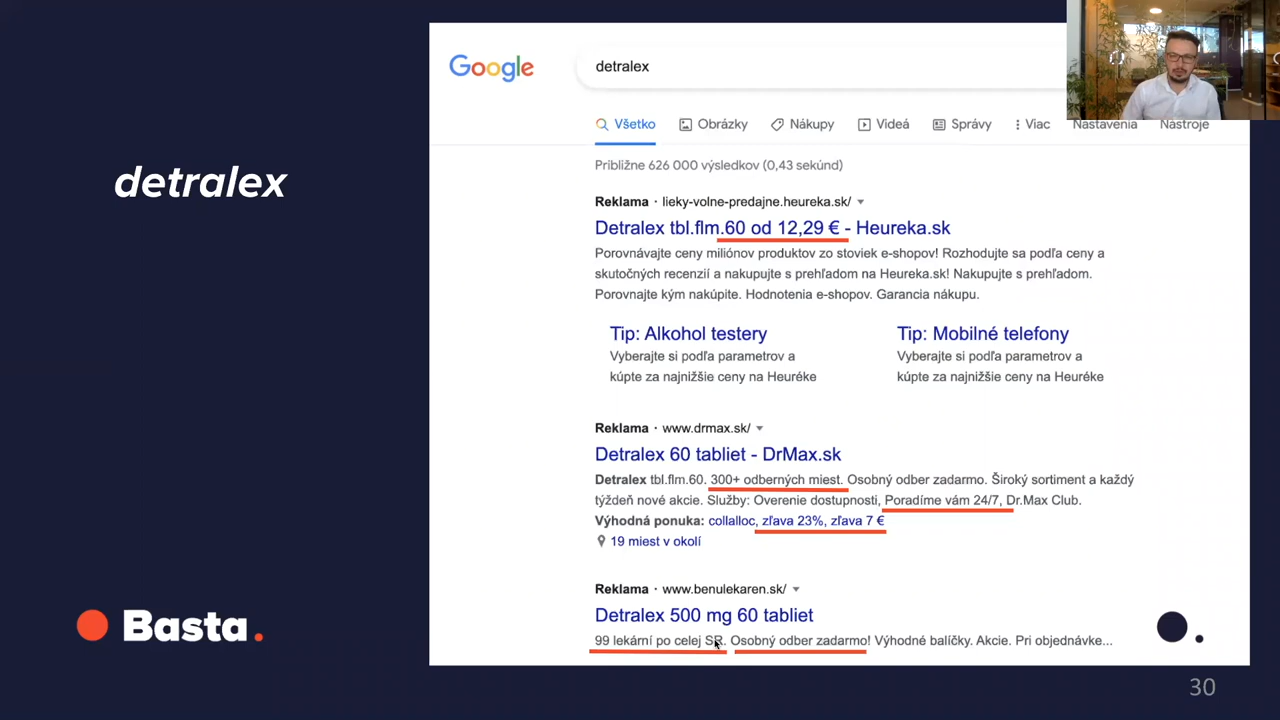 Google
detralex
Všetko
Obrázky
Nákupy
Videá
Správy
Viac
Nastavenia
Nástroje
Približne 626 000 výsledkov (0,43 sekúnd)
detralex
Reklama · lieky-volne-predajne.heureka.sk/
Detralex tbl.flm.60 od 12,29 € - Heureka.sk
Porovnávajte ceny miliónov produktov zo stoviek e-shopov! Rozhodujte sa podľa ceny a
skutočných recenzií a nakupujte s prehľadom na Heureka.sk! Nakupujte s prehľadom.
Porovnajte kým nakúpite. Hodnotenia e-shopov. Garancia nákupu.
Tip: Alkohol testery
Vyberajte si podľa parametrov a
kúpte za najnižšie ceny na Heuréke
Tip: Mobilné telefóny
Vyberajte si podľa parametrov a
kúpte za najnižšie ceny na Heuréke
Reklama · www.drmax.sk/
Detralex 60 tabliet - DrMax.sk
Detralex tbl.flm.60. 300+ odberných miest. Osobný odber zadarmo. Široký sortiment a každý
týždeň nové akcie. Služby: Overenie dostupnosti, Poradíme vám 24/7, Dr.Max Club.
Výhodná ponuka: collalloc, zľava 23%, zľava 7 €
19 miest v okolí
Reklama · www.benulekaren.sk/
Detralex 500 mg 60 tabliet
99 lekární po celej SR. Osobný odber zadarmo! Výhodné balíčky. Akcie. Pri objednávke...
Basta.
30